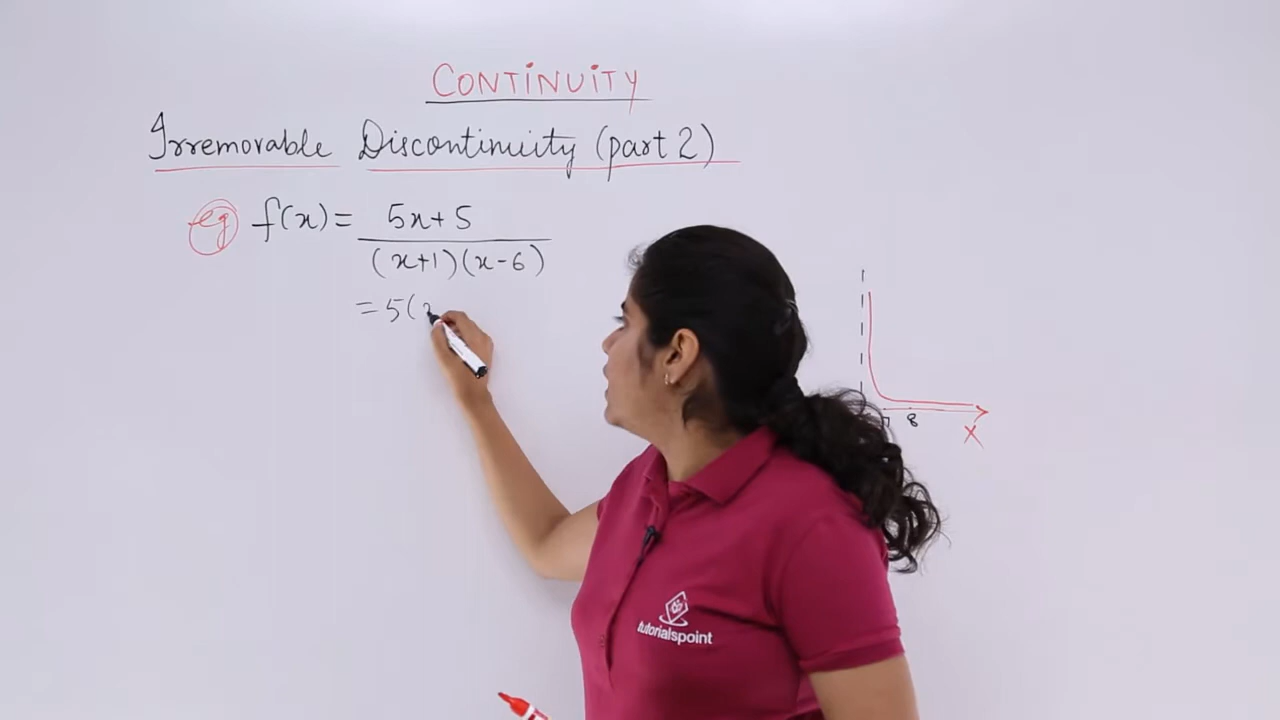 CONTINUITY
Irremovable Discontinuity (part 2)
eg f(x) = 5x+5
(x+1)(x-6)
= 5(
8
X
tutorialspoint